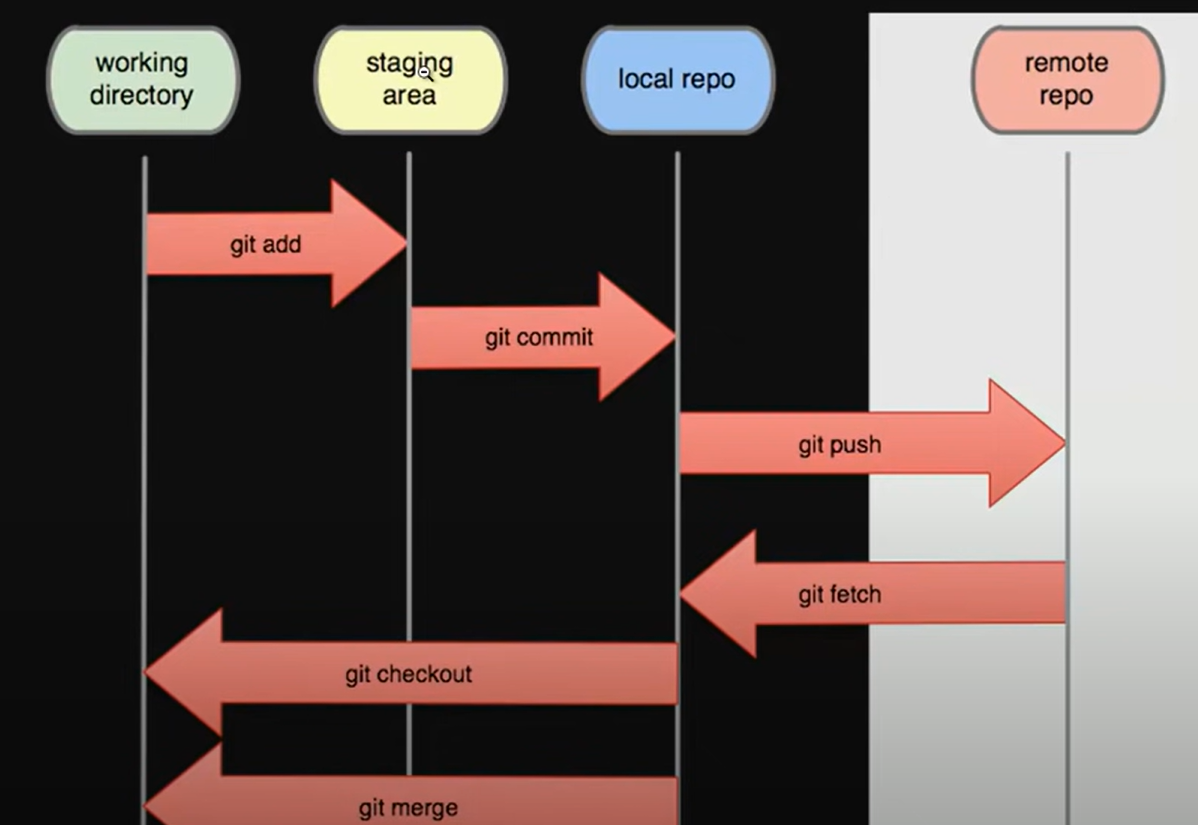 working
directory
staging
area
local repo
remote
repo
git add
git commit
git push
git fetch
git checkout
git merge